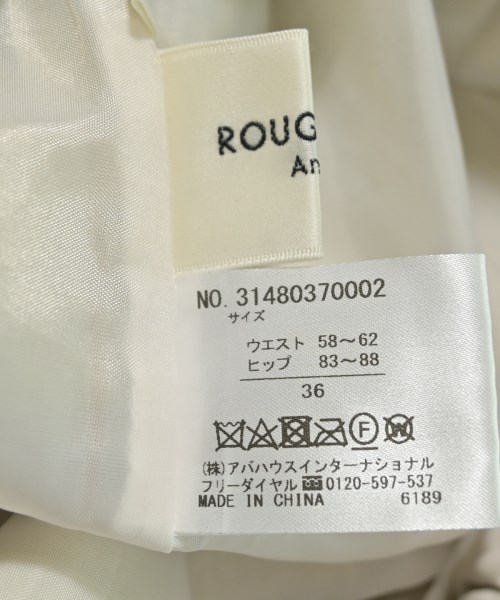 ROUG
An
NO. 31480370002
サイズ
ウエスト 58～62
ヒップ 83～88
36
F W
(株)アバハウスインターナショナル
フリーダイヤル 0120-597-537
MADE IN CHINA 6189